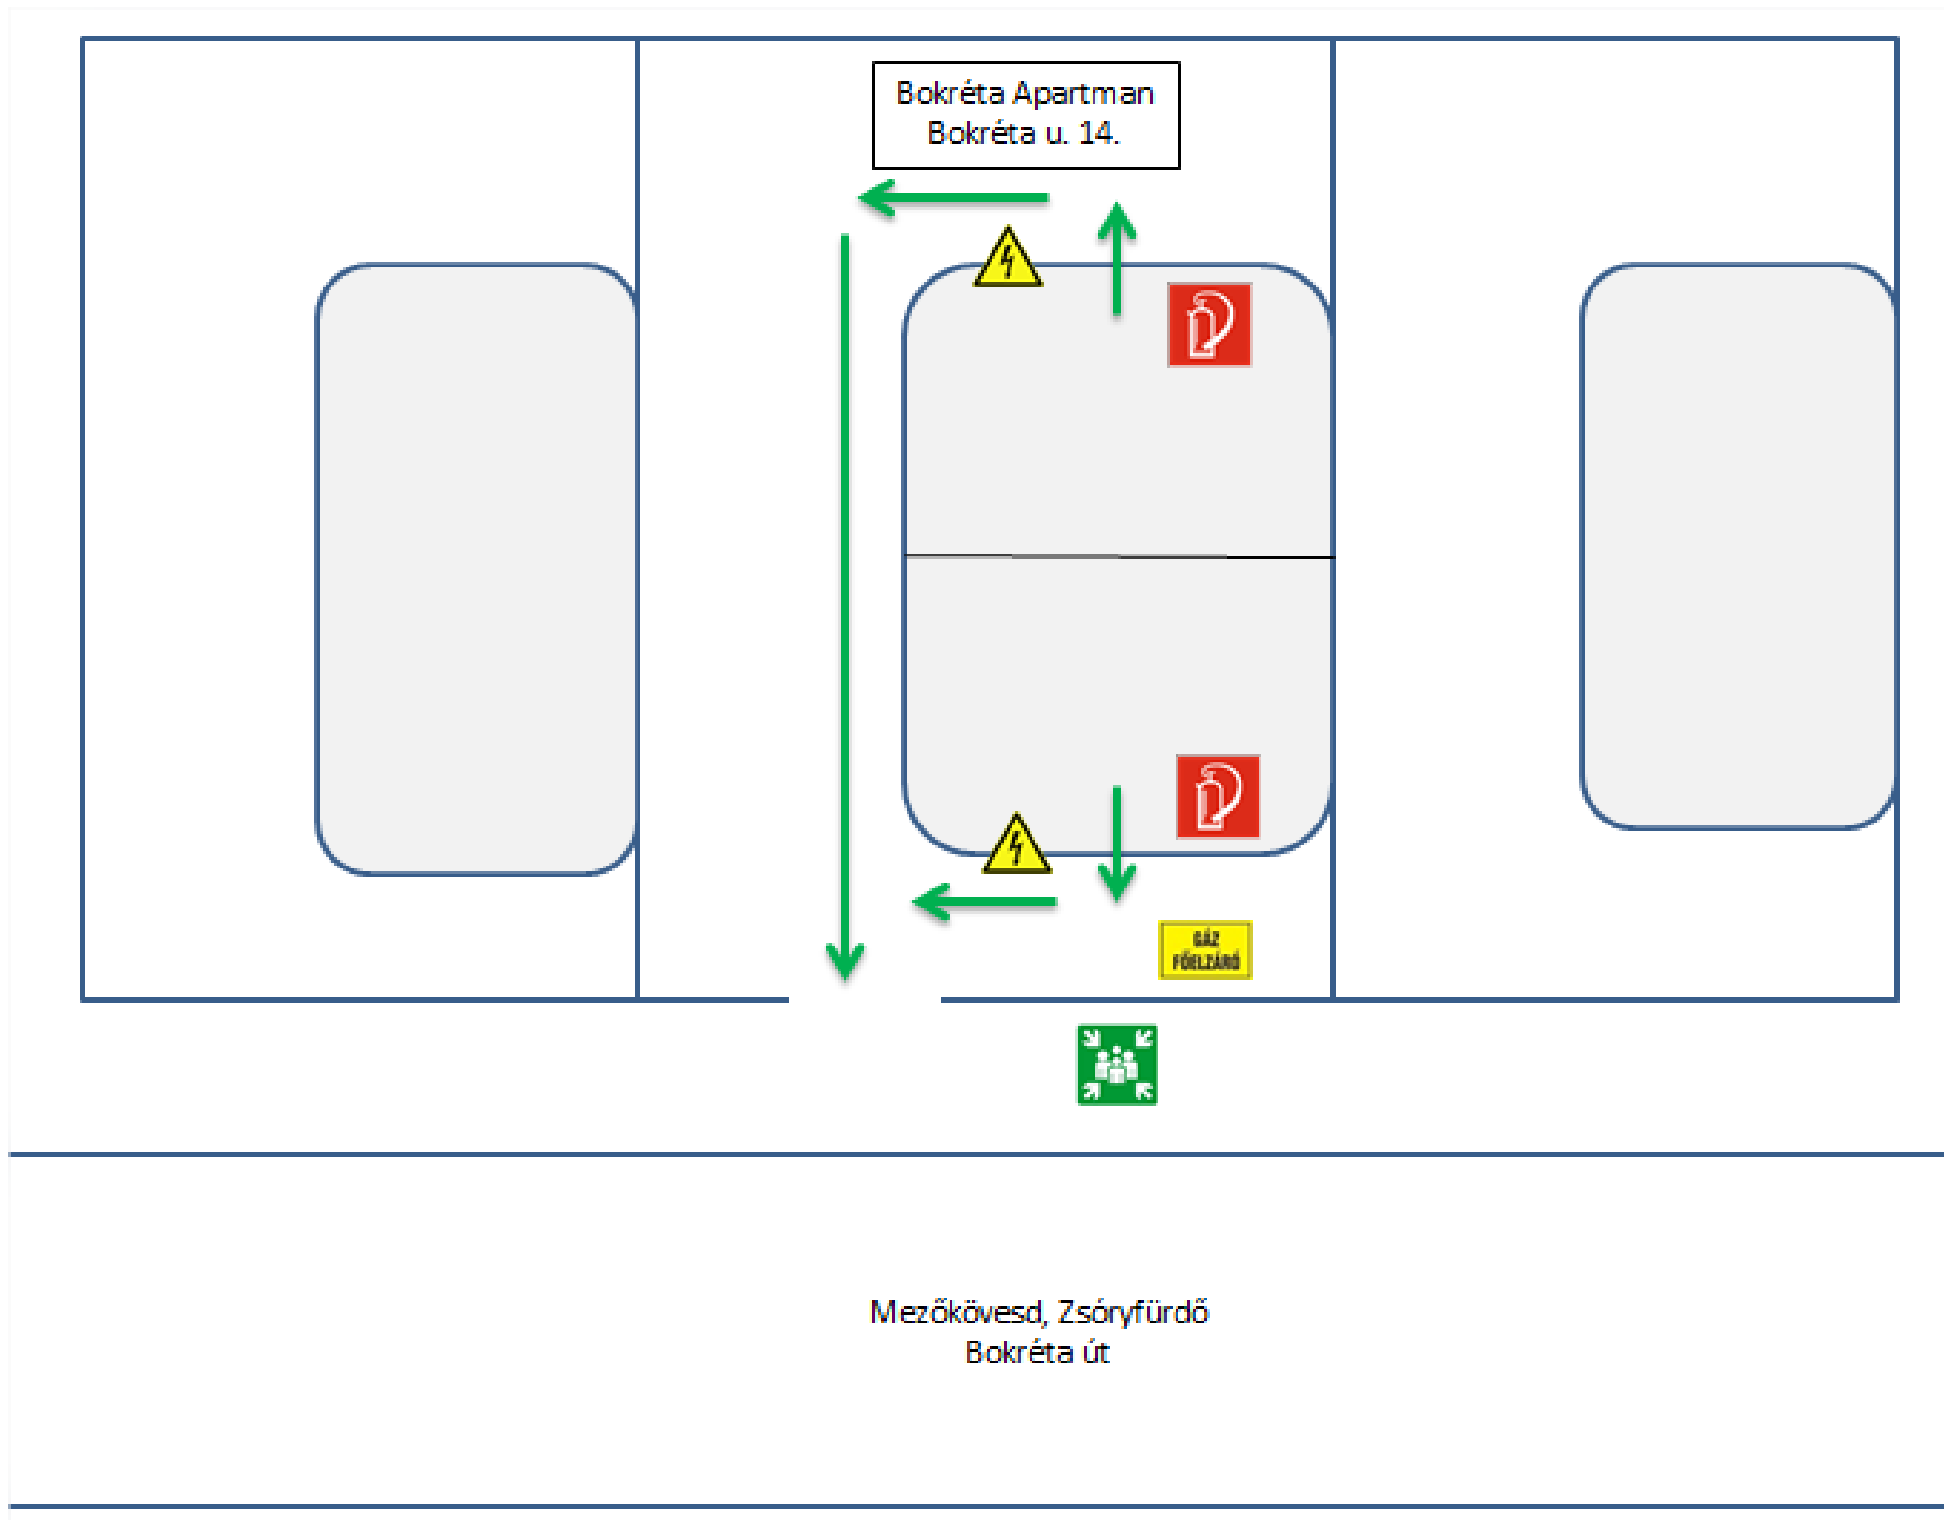 Bokréta Apartman
Bokréta u. 14.
GÁZ
FŐELZÁRÓ
Mezőkövesd, Zsóryfürdő
Bokréta út